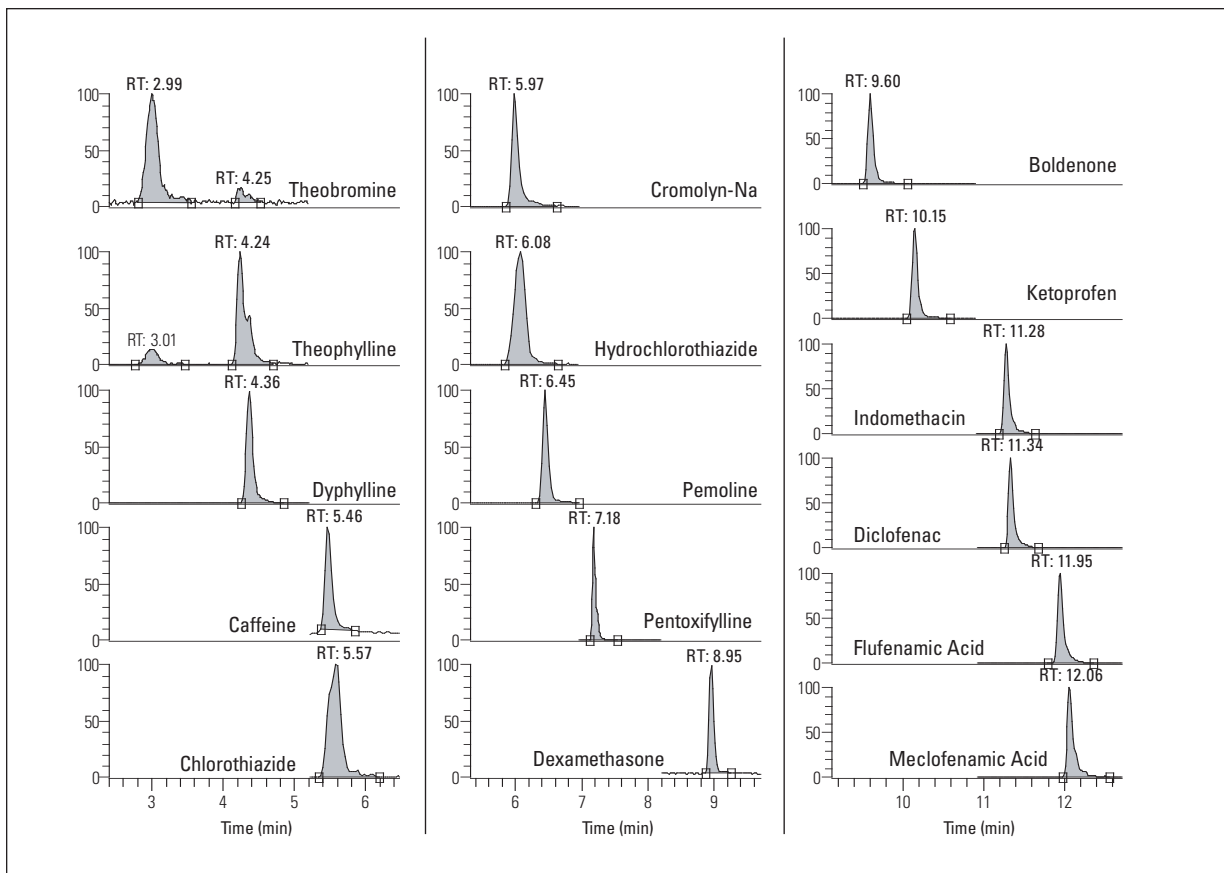 RT: 2.99
100
50
0
RT: 4.25
Theobromine
RT: 4.24
100
50
0
RT: 3.01
Theophylline
RT: 4.36
100
50
0
Dyphylline
RT: 5.46
100
50
0
Caffeine
RT: 5.57
100
50
0
Chlorothiazide
3 4 5 6
Time (min)
RT: 5.97
100
50
0
Cromolyn-Na
RT: 6.08
100
50
0
Hydrochlorothiazide
RT: 6.45
100
50
0
Pemoline
RT: 7.18
100
50
0
Pentoxifylline
RT: 8.95
100
50
0
Dexamethasone
6 7 8 9
Time (min)
RT: 9.60
100
50
0
Boldenone
RT: 10.15
100
50
0
Ketoprofen
RT: 11.28
100
50
0
Indomethacin
RT: 11.34
100
50
0
Diclofenac
RT: 11.95
100
50
0
Flufenamic Acid
RT: 12.06
100
50
0
Meclofenamic Acid
10 11 12
Time (min)